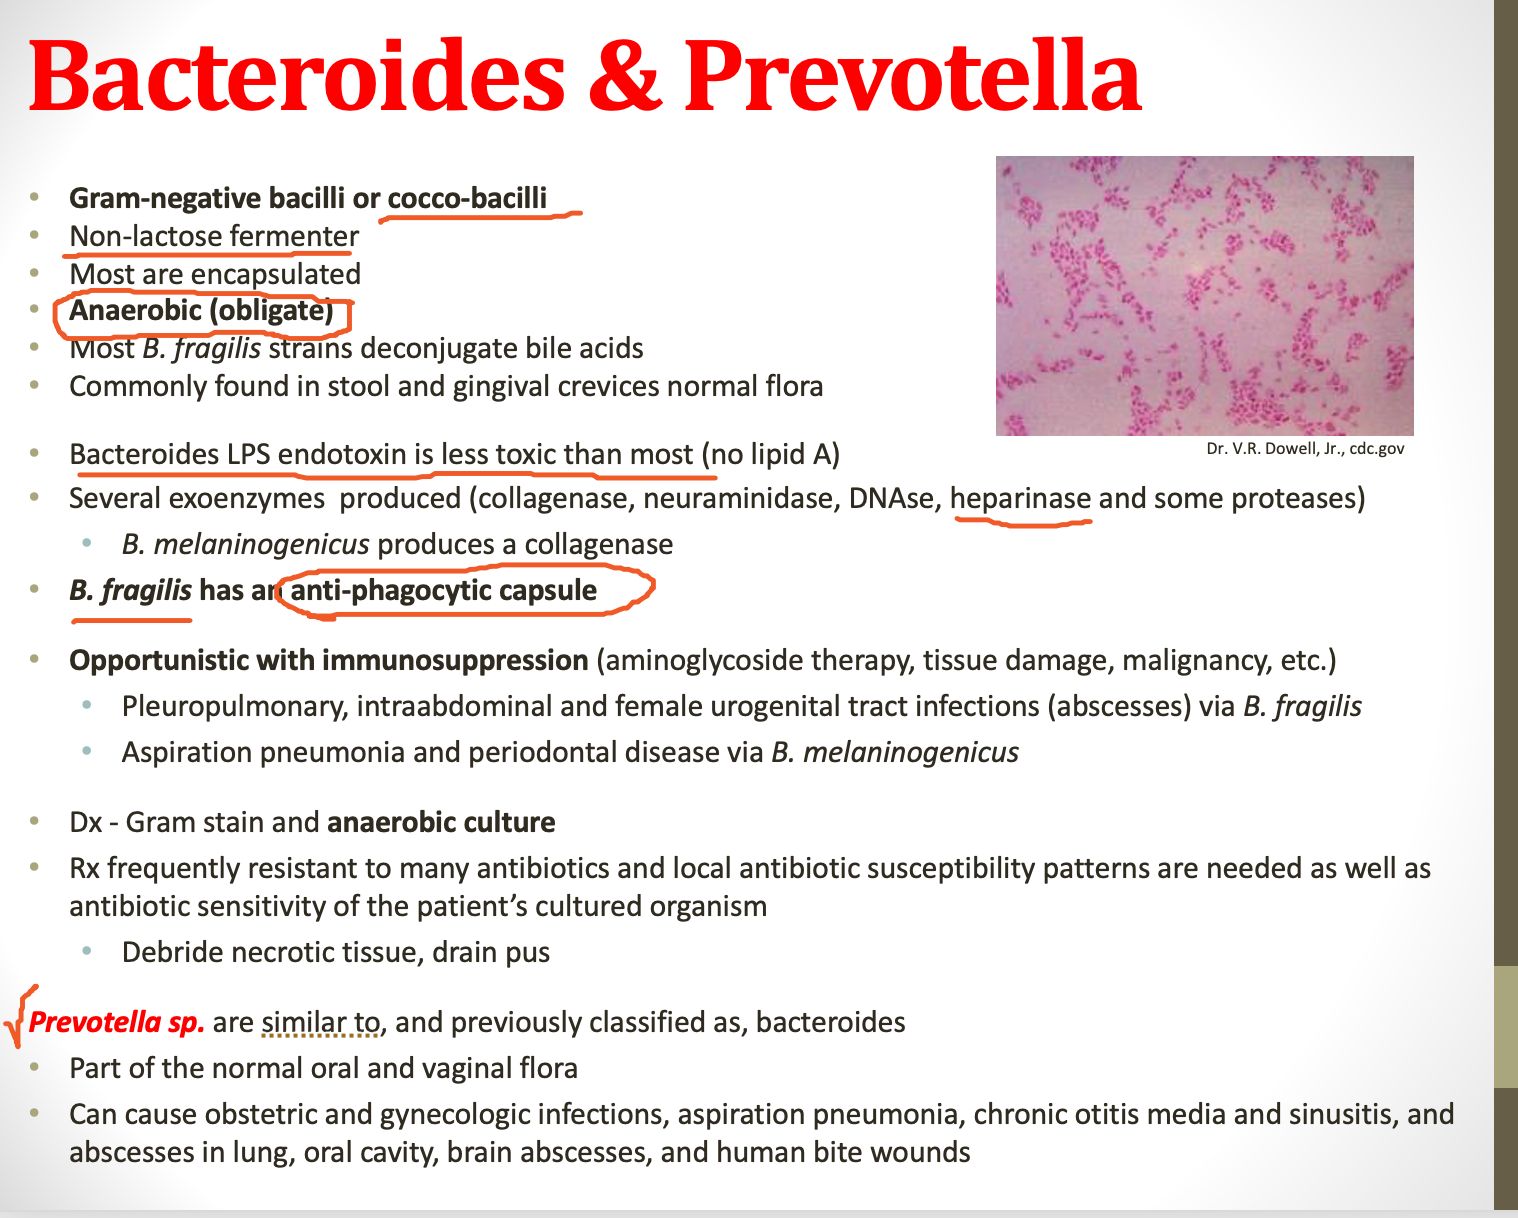 Bacteroides & Prevotella
• Gram-negative bacilli or cocco-bacilli
• Non-lactose fermenter
• Most are encapsulated
• Anaerobic (obligate)
• Most B. fragilis strains deconjugate bile acids
• Commonly found in stool and gingival crevices normal flora
Dr. V.R. Dowell, Jr., cdc.gov
• Bacteroides LPS endotoxin is less toxic than most (no lipid A)
• Several exoenzymes  produced (collagenase, neuraminidase, DNAse, heparinase and some proteases)
• B. melaninogenicus produces a collagenase
• B. fragilis has an anti-phagocytic capsule
• Opportunistic with immunosuppression (aminoglycoside therapy, tissue damage, malignancy, etc.)
• Pleuropulmonary, intraabdominal and female urogenital tract infections (abscesses) via B. fragilis
• Aspiration pneumonia and periodontal disease via B. melaninogenicus
• Dx - Gram stain and anaerobic culture
• Rx frequently resistant to many antibiotics and local antibiotic susceptibility patterns are needed as well as
antibiotic sensitivity of the patient’s cultured organism
• Debride necrotic tissue, drain pus
Prevotella sp. are similar to, and previously classified as, bacteroides
• Part of the normal oral and vaginal flora
• Can cause obstetric and gynecologic infections, aspiration pneumonia, chronic otitis media and sinusitis, and
abscesses in lung, oral cavity, brain abscesses, and human bite wounds